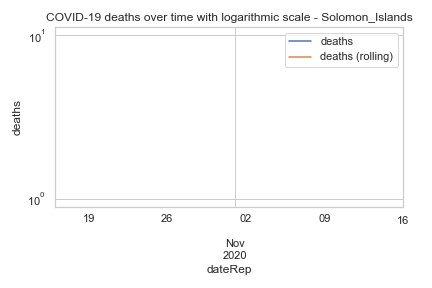 COVID-19 deaths over time with logarithmic scale - Solomon_Islands
10¹
deaths
deaths (rolling)
deaths
10⁰
19 26 02 09 16
Nov
2020
dateRep